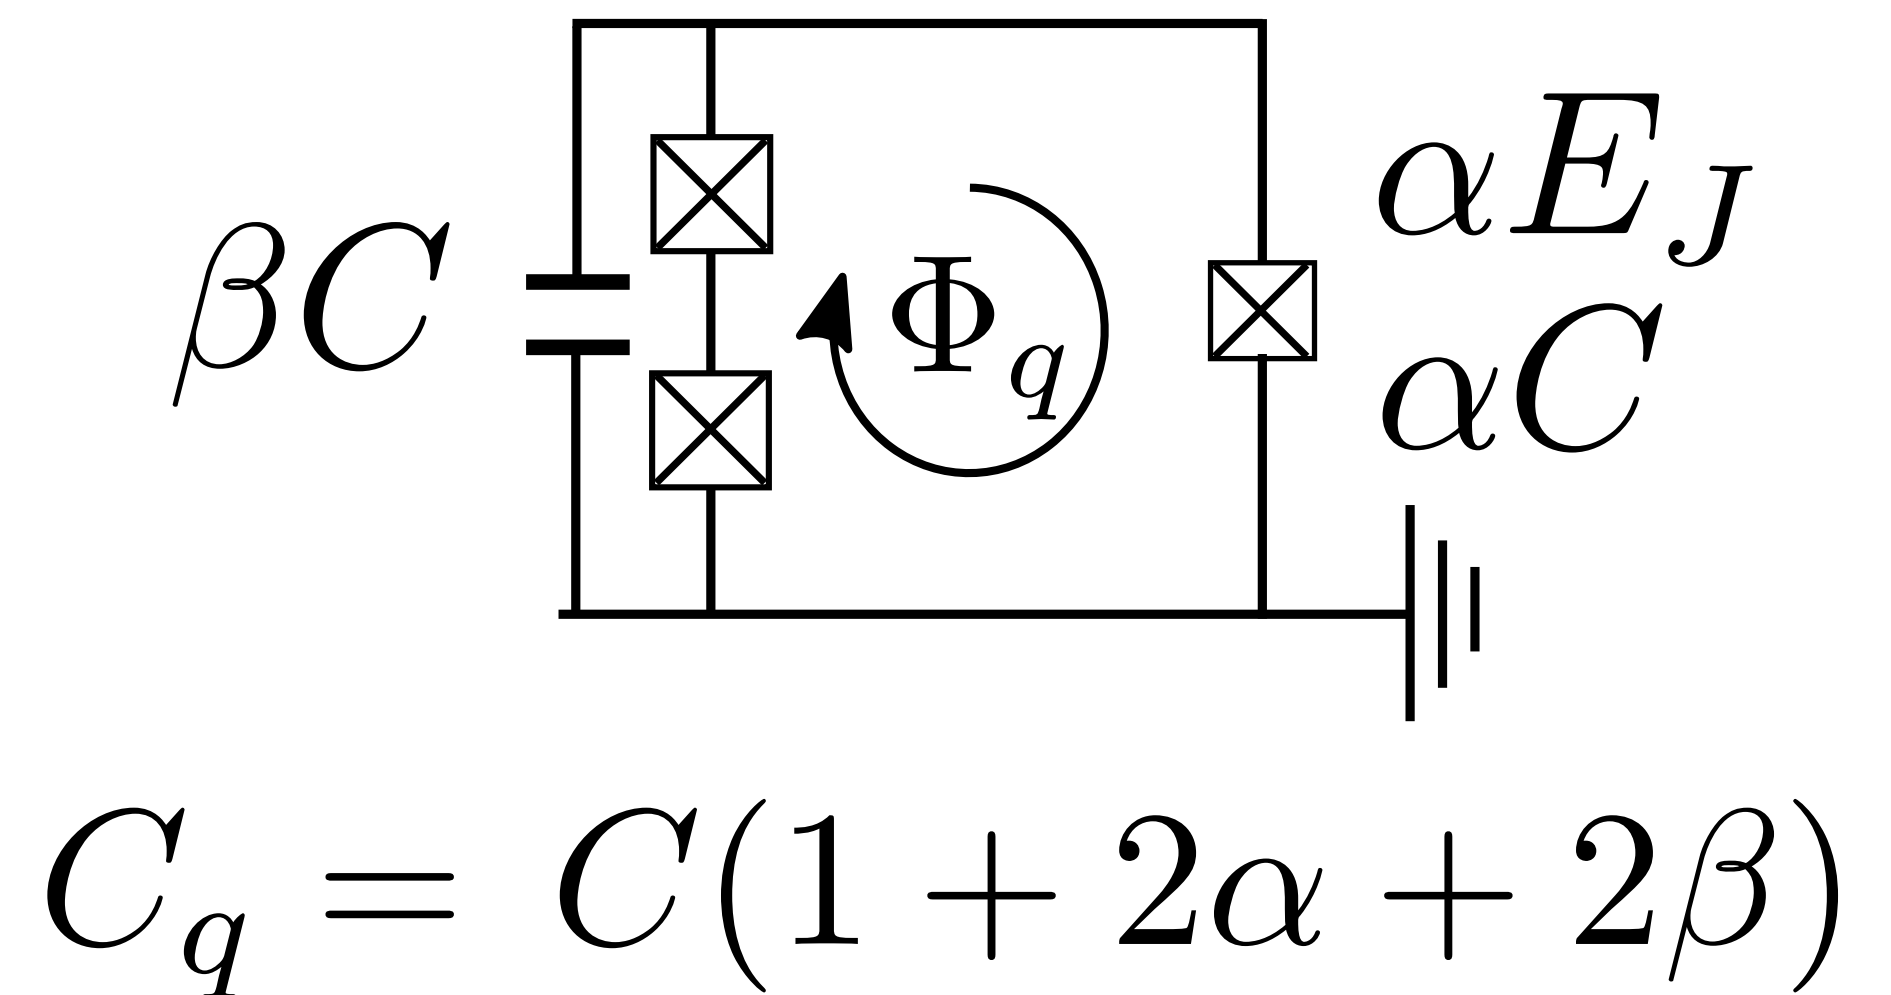 αE_J
βC
Φ_q
αC
C_q = C(1 + 2α + 2β)